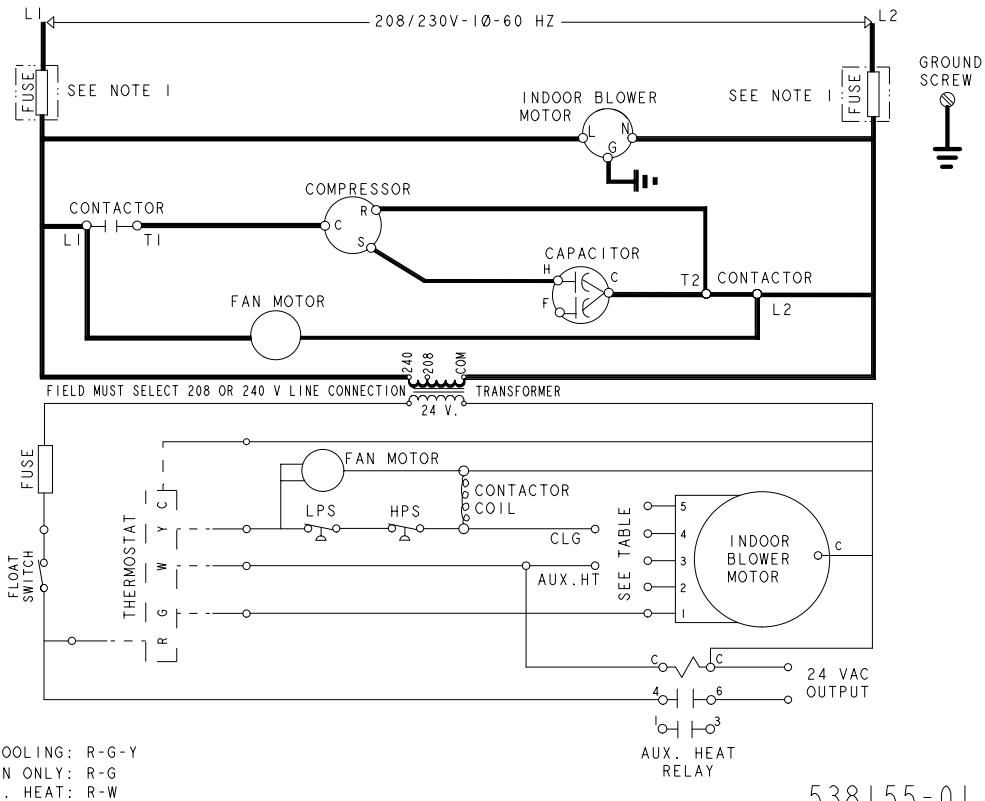 L1
208/230V-1Ø-60 HZ
L2
GROUND
SCREW
FUSE
SEE NOTE 1
SEE NOTE 1
FUSE
INDOOR BLOWER
MOTOR
L
N
G
COMPRESSOR
R
C
S
CONTACTOR
L1
T1
CAPACITOR
H
C
F
T2
CONTACTOR
L2
FAN MOTOR
240
208
COM
FIELD MUST SELECT 208 OR 240 V LINE CONNECTION
TRANSFORMER
24 V.
FUSE
FAN MOTOR
CONTACTOR
COIL
LPS
HPS
CLG
AUX.HT
FLOAT
SWITCH
THERMOSTAT
C
Y
W
G
R
SEE TABLE
5
4
3
2
1
INDOOR
BLOWER
MOTOR
C
C
C
24 VAC
OUTPUT
4
6
1
3
AUX. HEAT
RELAY
OOLING: R-G-Y
N ONLY: R-G
. HEAT: R-W
538155-01